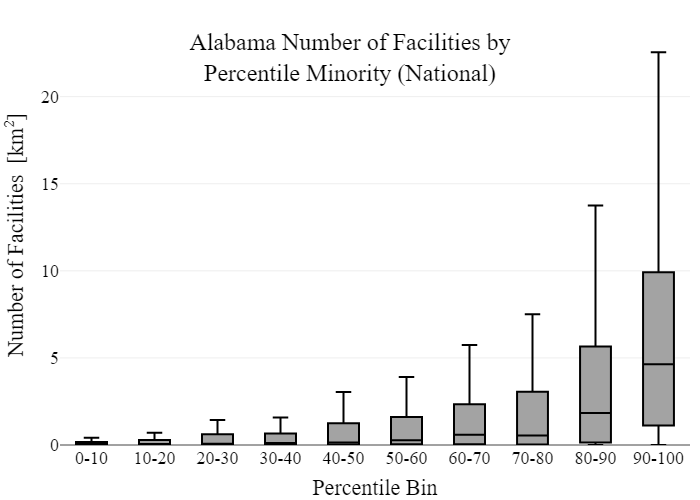 Alabama Number of Facilities by
Percentile Minority (National)
Number of Facilities [km²]
20
15
10
5
0
0-10 10-20 20-30 30-40 40-50 50-60 60-70 70-80 80-90 90-100
Percentile Bin